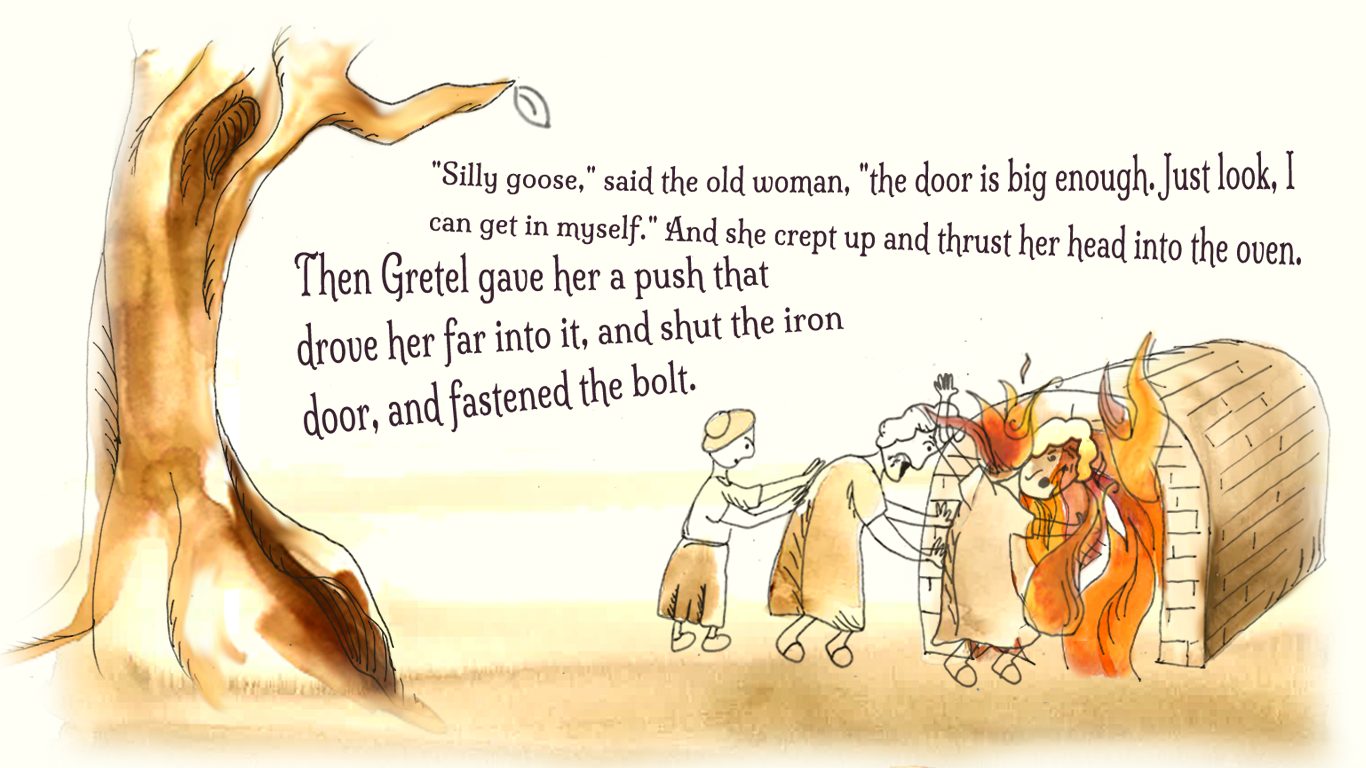 "Silly goose," said the old woman, "the door is big enough. Just look, I
can get in myself." And she crept up and thrust her head into the oven.
Then Gretel gave her a push that
drove her far into it, and shut the iron
door, and fastened the bolt.